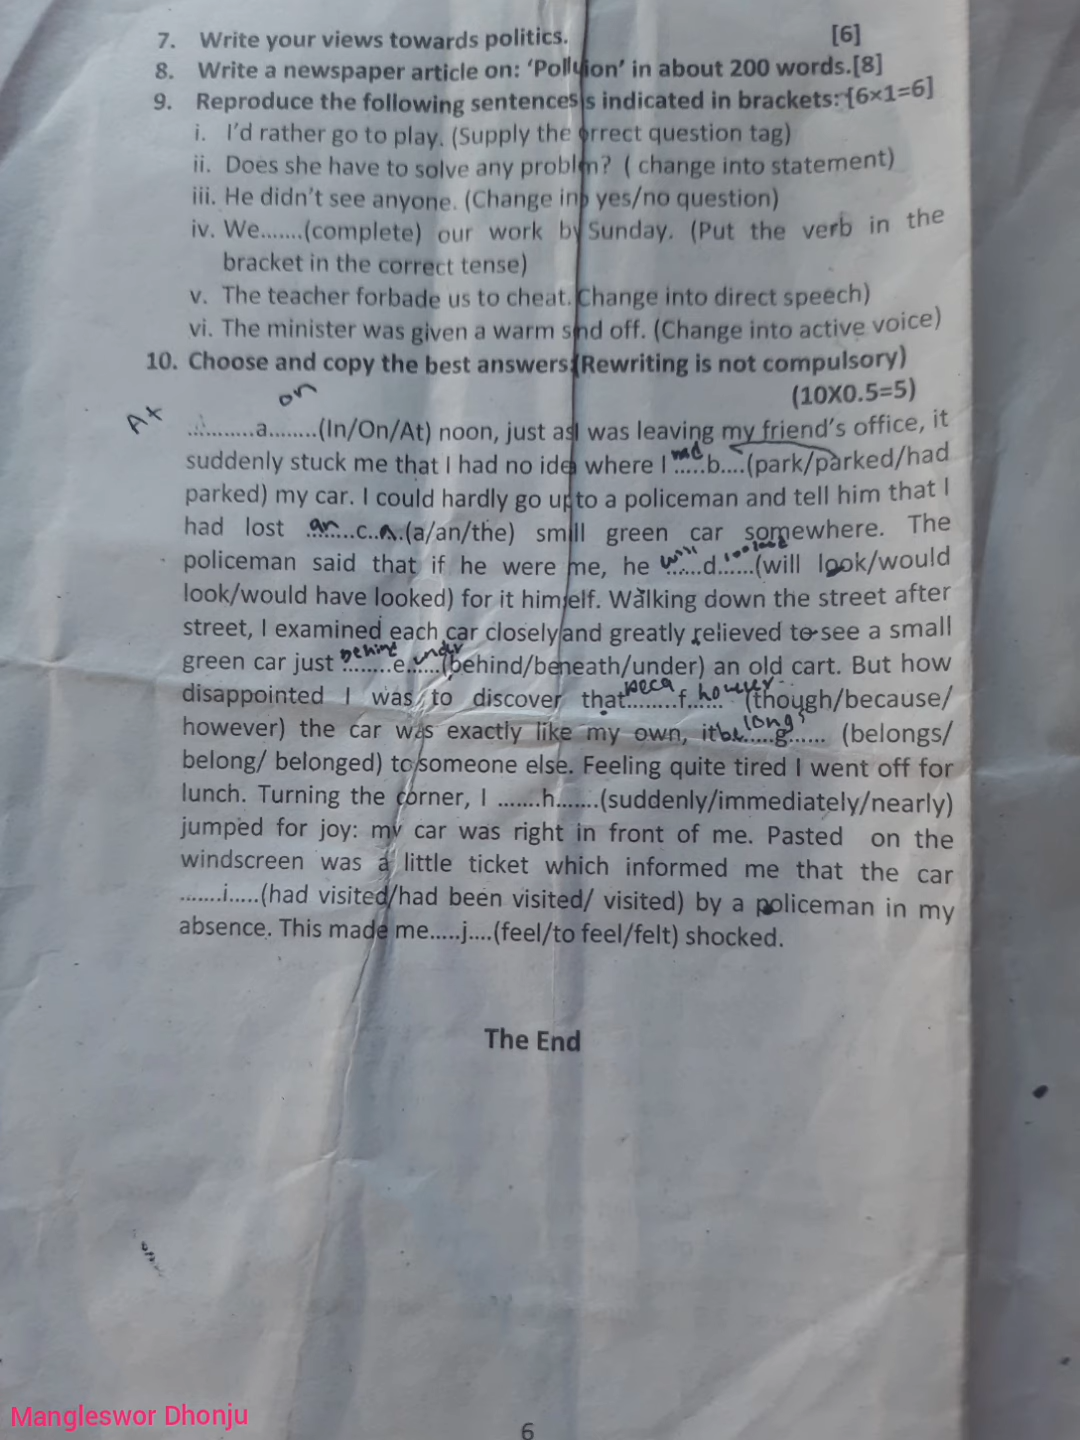 7. Write your views towards politics. [6]
8. Write a newspaper article on: ‘Pollution’ in about 200 words.[8]
9. Reproduce the following sentences s indicated in brackets: [6×1=6]
i. I’d rather go to play. (Supply the orrect question tag)
ii. Does she have to solve any problem? ( change into statement)
iii. He didn’t see anyone. (Change into yes/no question)
iv. We.......(complete) our work by Sunday. (Put the verb in the
bracket in the correct tense)
v. The teacher forbade us to cheat. Change into direct speech)
vi. The minister was given a warm send off. (Change into active voice)
10. Choose and copy the best answers:(Rewriting is not compulsory)
(10X0.5=5)
At on
...........a........(In/On/At) noon, just as I was leaving my friend’s office, it
suddenly stuck me that I had no idea where I .....b....(park/parked/had
parked) my car. I could hardly go up to a policeman and tell him that I
had lost an ........c..a.(a/an/the) small green car somewhere. The
policeman said that if he were me, he will ......d...... look (will look/would
look/would have looked) for it himself. Walking down the street after
street, I examined each car closely and greatly relieved to see a small
green car just behind ........e...... under (behind/beneath/under) an old cart. But how
disappointed I was to discover that beca ........f...... however (though/because/
however) the car was exactly like my own, it be longs .....g...... (belongs/
belong/ belonged) to someone else. Feeling quite tired I went off for
lunch. Turning the corner, I .......h.......(suddenly/immediately/nearly)
jumped for joy: my car was right in front of me. Pasted on the
windscreen was a little ticket which informed me that the car
.......i.....(had visited/had been visited/ visited) by a policeman in my
absence. This made me.....j....(feel/to feel/felt) shocked.
The End
Mangleswor Dhonju
6